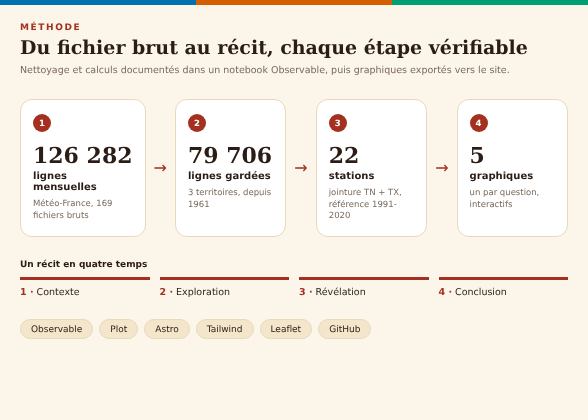 MÉTHODE
Du fichier brut au récit, chaque étape vérifiable
Nettoyage et calculs documentés dans un notebook Observable, puis graphiques exportés vers le site.
1
126 282
lignes
mensuelles
Météo-France, 169
fichiers bruts
→
2
79 706
lignes gardées
3 territoires, depuis
1961
→
3
22
stations
jointure TN + TX,
référence 1991-
2020
→
4
5
graphiques
un par question,
interactifs
Un récit en quatre temps
1 · Contexte
2 · Exploration
3 · Révélation
4 · Conclusion
Observable
Plot
Astro
Tailwind
Leaflet
GitHub